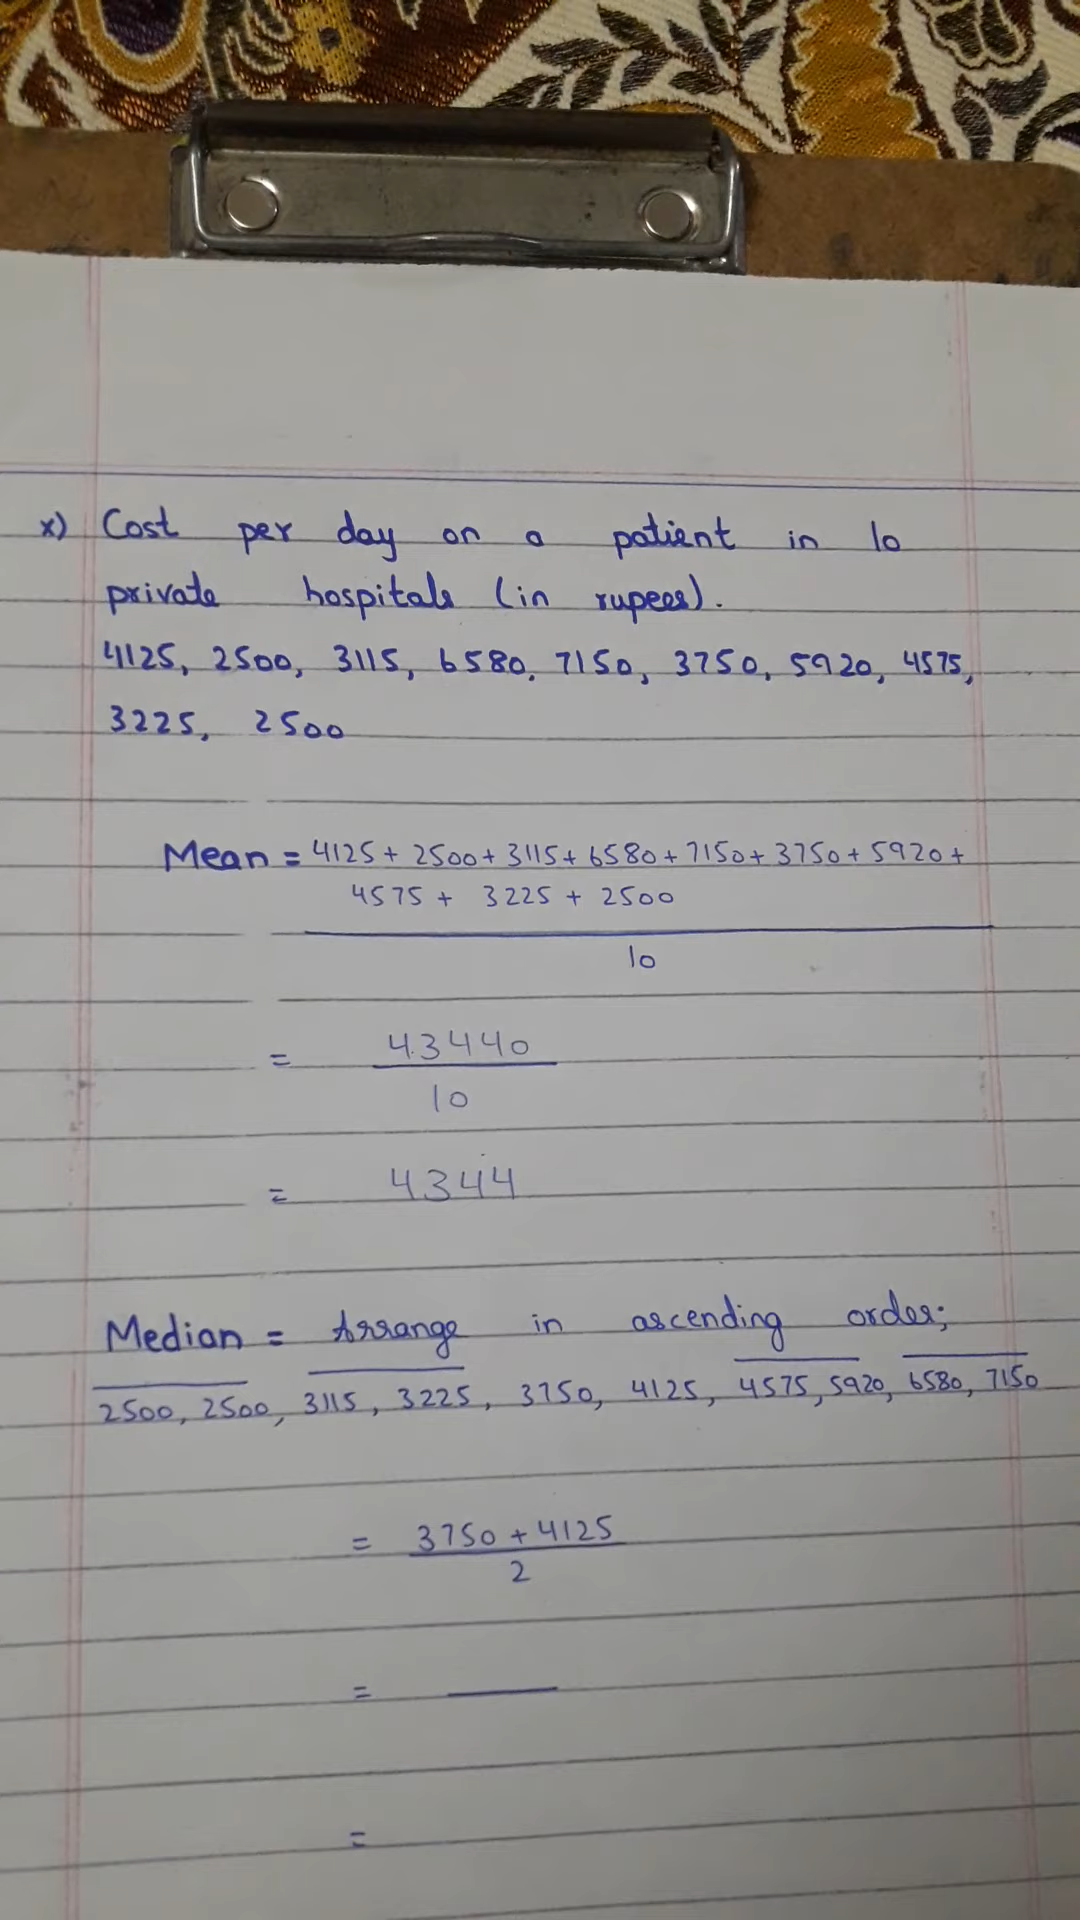 x) Cost per day on a patient in 10
private hospitals (in rupees).
4125, 2500, 3115, 6580, 7150, 3750, 5920, 4575,
3225, 2500
Mean = 4125 + 2500 + 3115 + 6580 + 7150 + 3750 + 5920 +
4575 + 3225 + 2500
10
= 43440
10
= 4344
Median = Arrange in ascending order;
2500, 2500, 3115, 3225, 3750, 4125, 4575, 5920, 6580, 7150
= 3750 + 4125
2
=
=